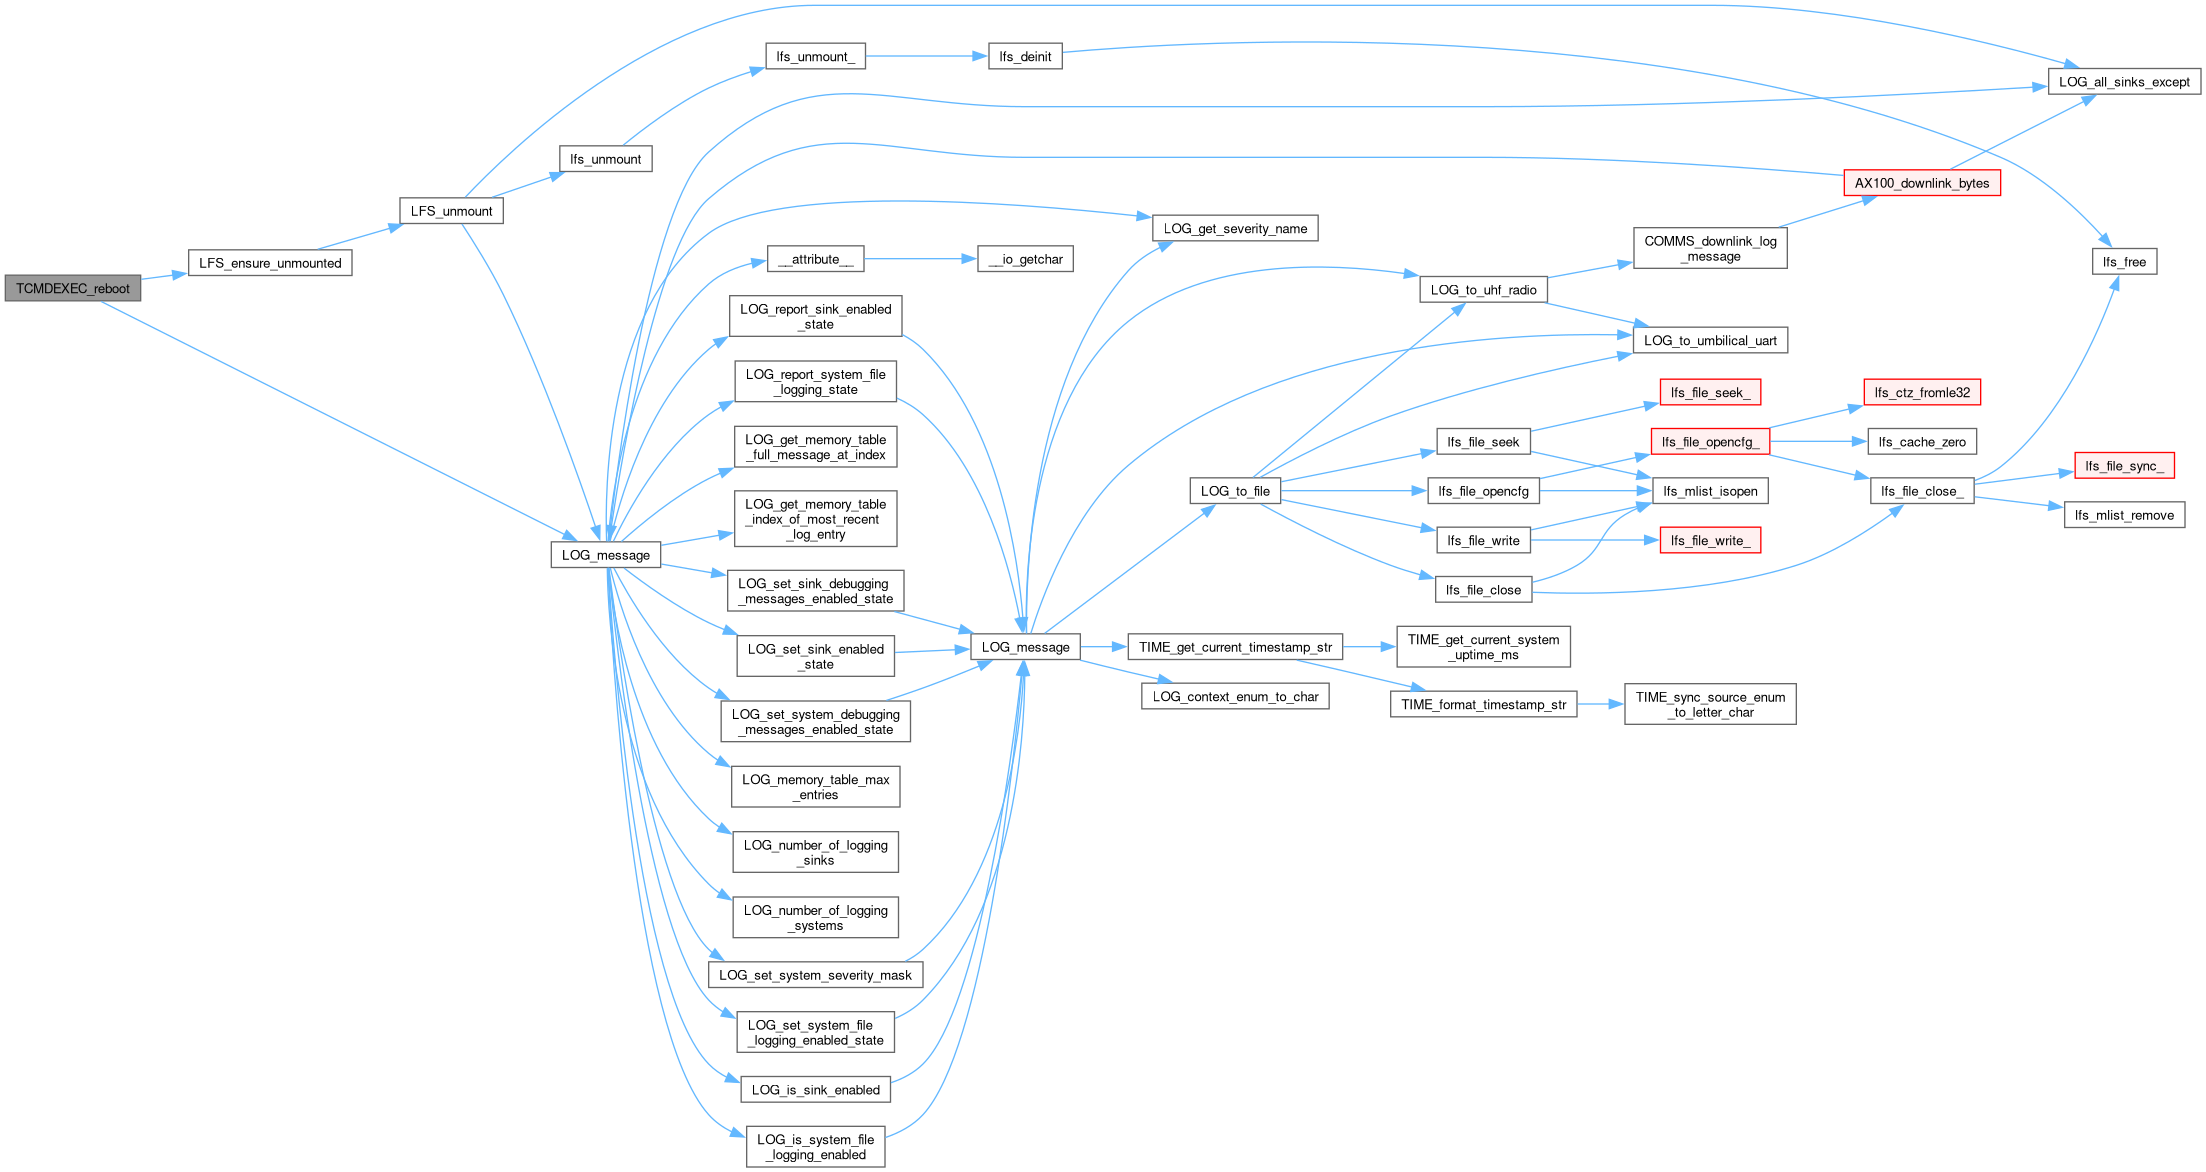 TCMDEXEC_reboot
LFS_ensure_unmounted
LFS_unmount
lfs_unmount
lfs_unmount_
lfs_deinit
LOG_all_sinks_except
AX100_downlink_bytes
LOG_get_severity_name
COMMS_downlink_log
_message
lfs_free
__attribute__
__io_getchar
LOG_to_uhf_radio
LOG_report_sink_enabled
_state
LOG_to_umbilical_uart
LOG_report_system_file
_logging_state
lfs_file_seek_
lfs_ctz_fromle32
LOG_get_memory_table
_full_message_at_index
lfs_file_seek
lfs_file_opencfg_
lfs_cache_zero
lfs_file_sync_
LOG_to_file
lfs_file_opencfg
lfs_mlist_isopen
lfs_file_close_
LOG_get_memory_table
_index_of_most_recent
_log_entry
lfs_mlist_remove
LOG_message
lfs_file_write
lfs_file_write_
LOG_set_sink_debugging
_messages_enabled_state
lfs_file_close
LOG_set_sink_enabled
_state
LOG_message
TIME_get_current_timestamp_str
TIME_get_current_system
_uptime_ms
LOG_context_enum_to_char
TIME_format_timestamp_str
TIME_sync_source_enum
_to_letter_char
LOG_set_system_debugging
_messages_enabled_state
LOG_memory_table_max
_entries
LOG_number_of_logging
_sinks
LOG_number_of_logging
_systems
LOG_set_system_severity_mask
LOG_set_system_file
_logging_enabled_state
LOG_is_sink_enabled
LOG_is_system_file
_logging_enabled